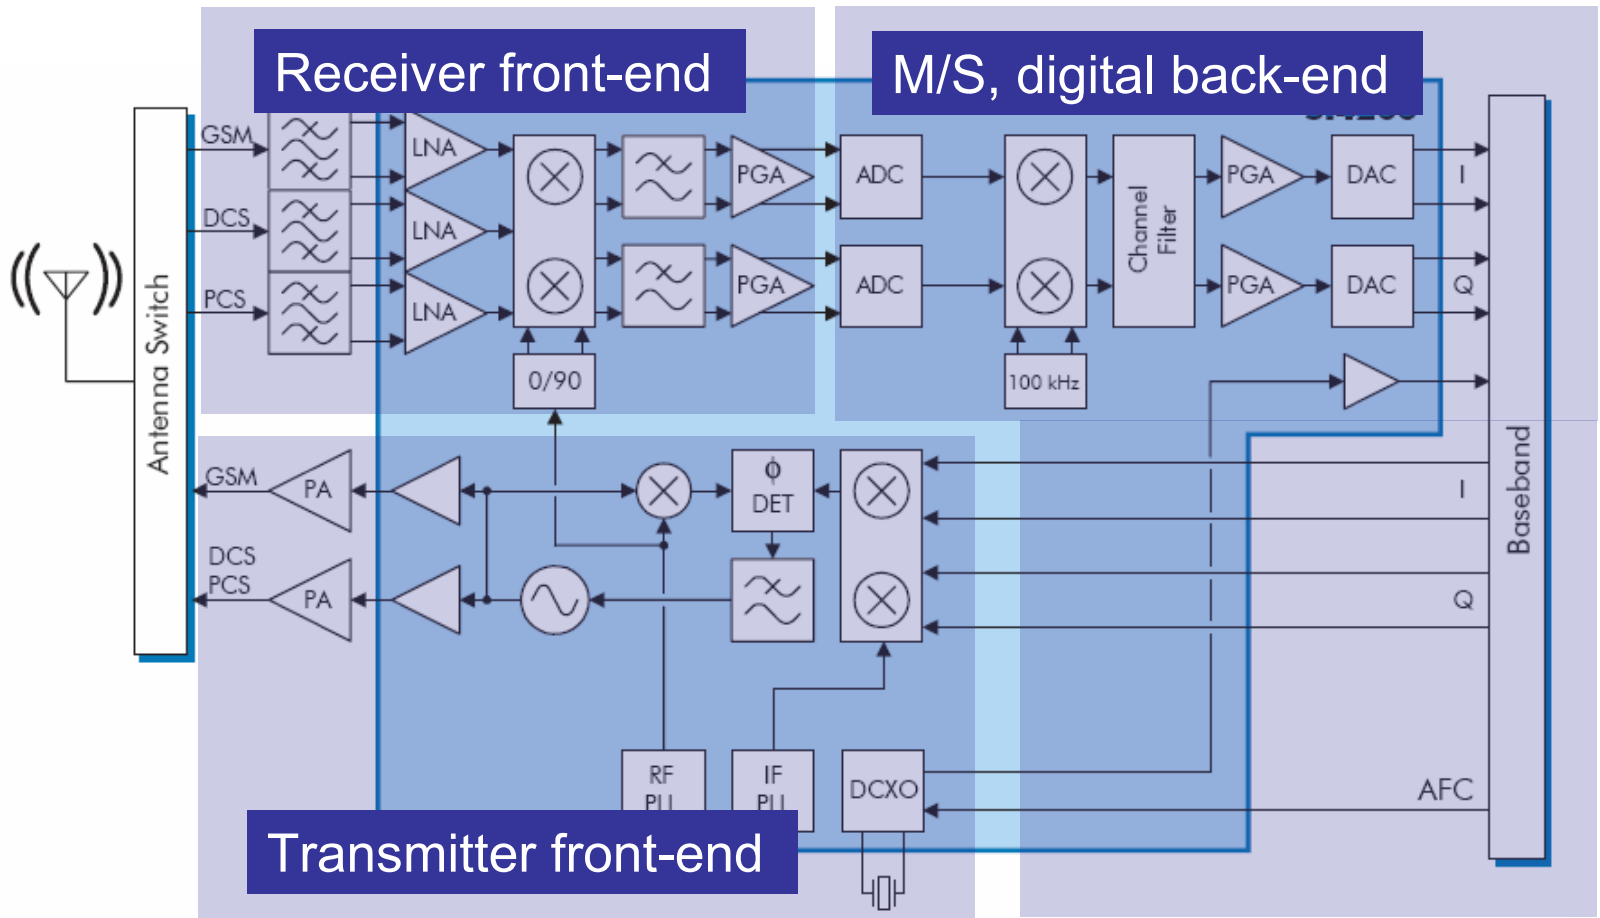 Receiver front-end
M/S, digital back-end
GSM
LNA
PGA
ADC
PGA
DAC
I
DCS
LNA
Channel
Filter
PCS
LNA
PGA
ADC
PGA
DAC
Q
Antenna Switch
0/90
100 kHz
Baseband
GSM
PA
ϕ
DET
I
DCS
PCS
PA
Q
RF
PLL
IF
PLL
DCXO
AFC
Transmitter front-end